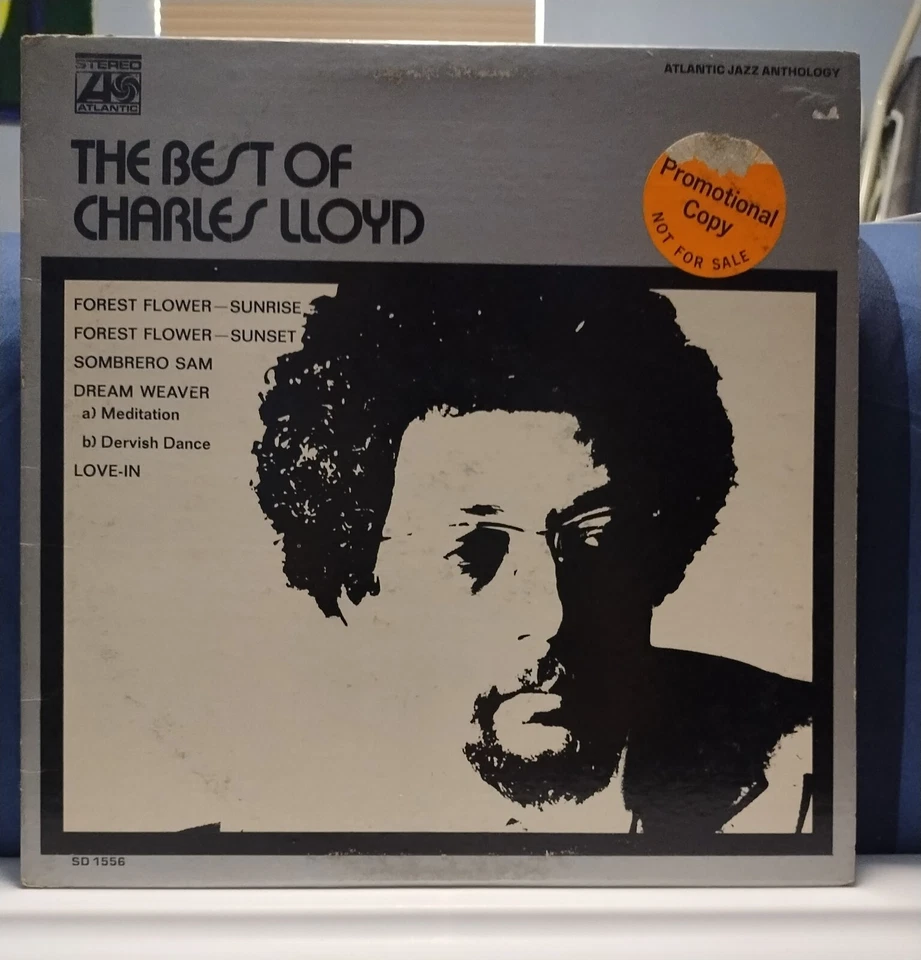 STEREO
ATLANTIC
ATLANTIC JAZZ ANTHOLOGY
THE BEST OF
CHARLES LLOYD
Promotional
Copy
NOT FOR SALE
FOREST FLOWER—SUNRISE
FOREST FLOWER—SUNSET
SOMBRERO SAM
DREAM WEAVER
a) Meditation
b) Dervish Dance
LOVE-IN
SD 1556